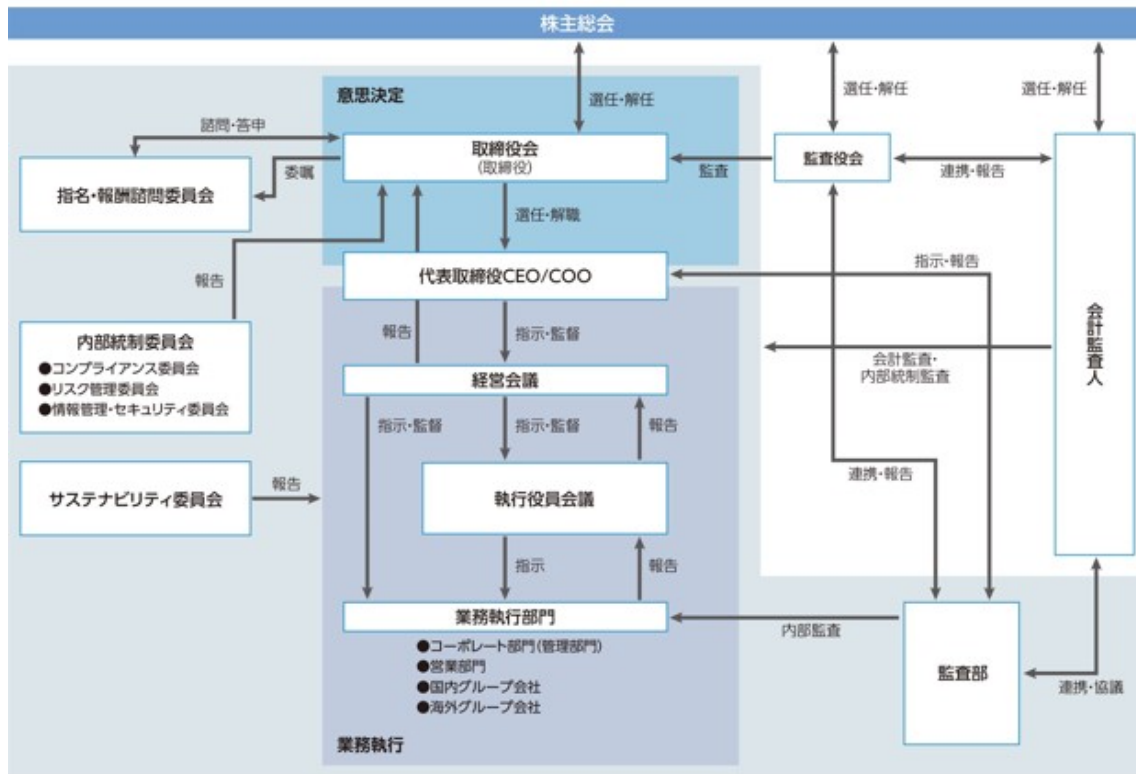 株主総会
選任・解任
選任・解任
選任・解任
意思決定
諮問・答申
取締役会
(取締役)
監査役会
監査
連携・報告
委嘱
指名・報酬諮問委員会
選任・解職
報告
代表取締役CEO/COO
指示・報告
会計監査人
内部統制委員会
●コンプライアンス委員会
●リスク管理委員会
●情報管理・セキュリティ委員会
報告
指示・監督
会計監査・
内部統制監査
経営会議
指示・監督
指示・監督
報告
サステナビリティ委員会
報告
執行役員会議
連携・報告
指示
報告
業務執行部門
内部監査
●コーポレート部門(管理部門)
●営業部門
●国内グループ会社
●海外グループ会社
監査部
連携・協議
業務執行